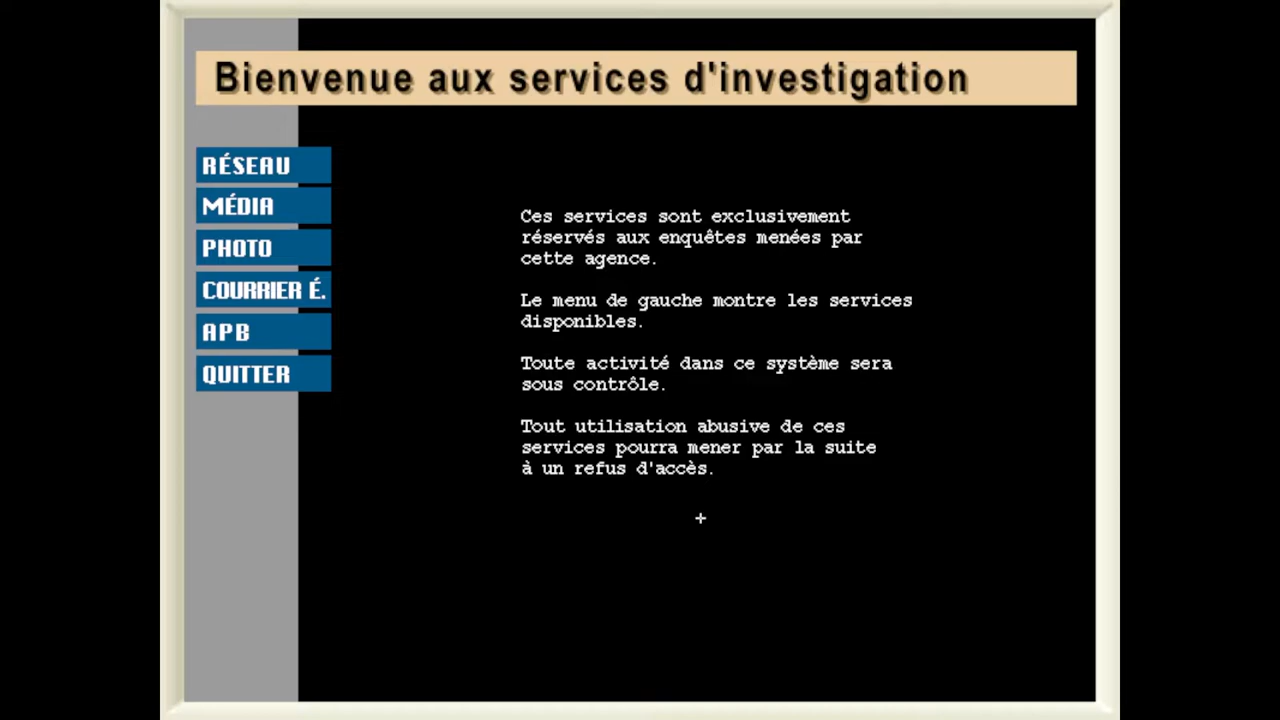 Bienvenue aux services d'investigation
RÉSEAU
MÉDIA
PHOTO
COURRIER É.
APB
QUITTER
Ces services sont exclusivement
réservés aux enquêtes menées par
cette agence.
Le menu de gauche montre les services
disponibles.
Toute activité dans ce système sera
sous contrôle.
Tout utilisation abusive de ces
services pourra mener par la suite
à un refus d'accès.